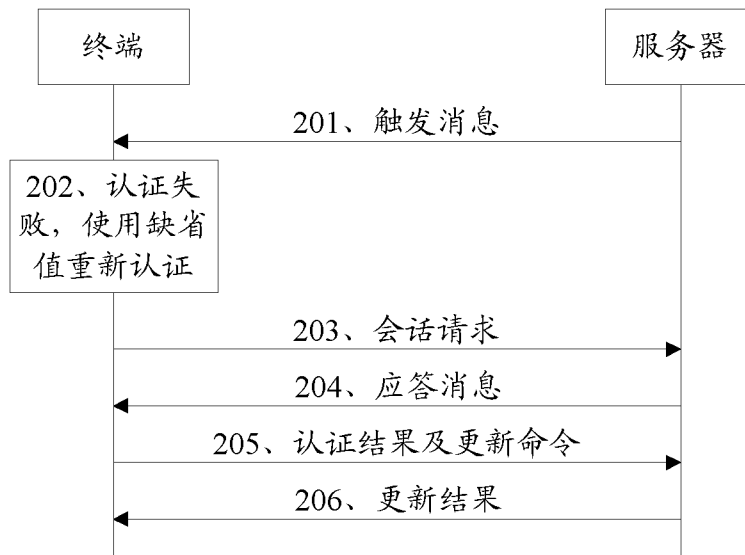 终端
服务器
201、触发消息
202、认证失
败，使用缺省
值重新认证
203、会话请求
204、应答消息
205、认证结果及更新命令
206、更新结果